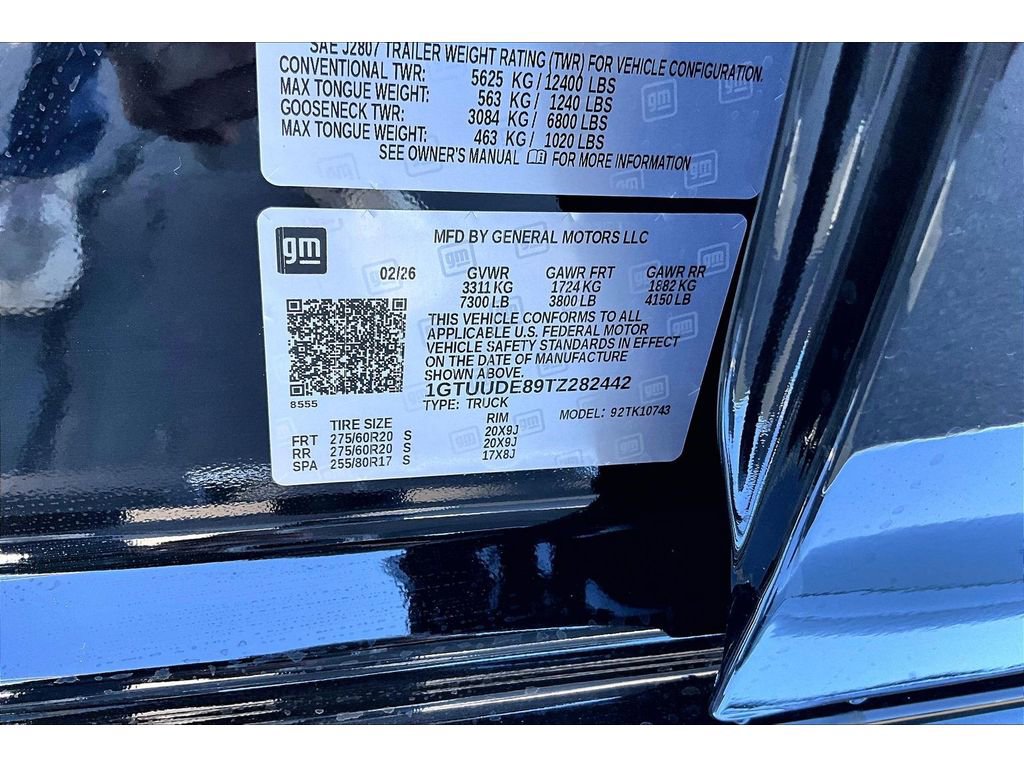 SAE J2807 TRAILER WEIGHT RATING (TWR) FOR VEHICLE CONFIGURATION.
CONVENTIONAL TWR: 5625 KG/12400 LBS
MAX TONGUE WEIGHT: 563 KG/ 1240 LBS
GOOSENECK TWR: 3084 KG/ 6800 LBS
MAX TONGUE WEIGHT: 463 KG/ 1020 LBS
SEE OWNER'S MANUAL FOR MORE INFORMATION
gm
MFD BY GENERAL MOTORS LLC
02/26 GVWR GAWR FRT GAWR RR
3311 KG 1724 KG 1882 KG
7300 LB 3800 LB 4150 LB
THIS VEHICLE CONFORMS TO ALL
APPLICABLE U.S. FEDERAL MOTOR
VEHICLE SAFETY STANDARDS IN EFFECT
ON THE DATE OF MANUFACTURE
SHOWN ABOVE.
1GTUUDE89TZ282442
8555
TYPE: TRUCK
MODEL: 92TK10743
TIRE SIZE RIM
FRT 275/60R20 S 20X9J
RR 275/60R20 S 20X9J
SPA 255/80R17 S 17X8J